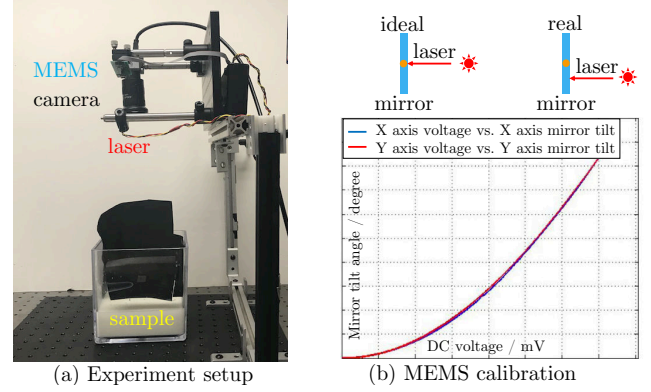 MEMS
camera
laser
sample
(a) Experiment setup
ideal
laser
mirror
real
laser
mirror
X axis voltage vs. X axis mirror tilt
Y axis voltage vs. Y axis mirror tilt
Mirror tilt angle / degree
DC voltage / mV
(b) MEMS calibration